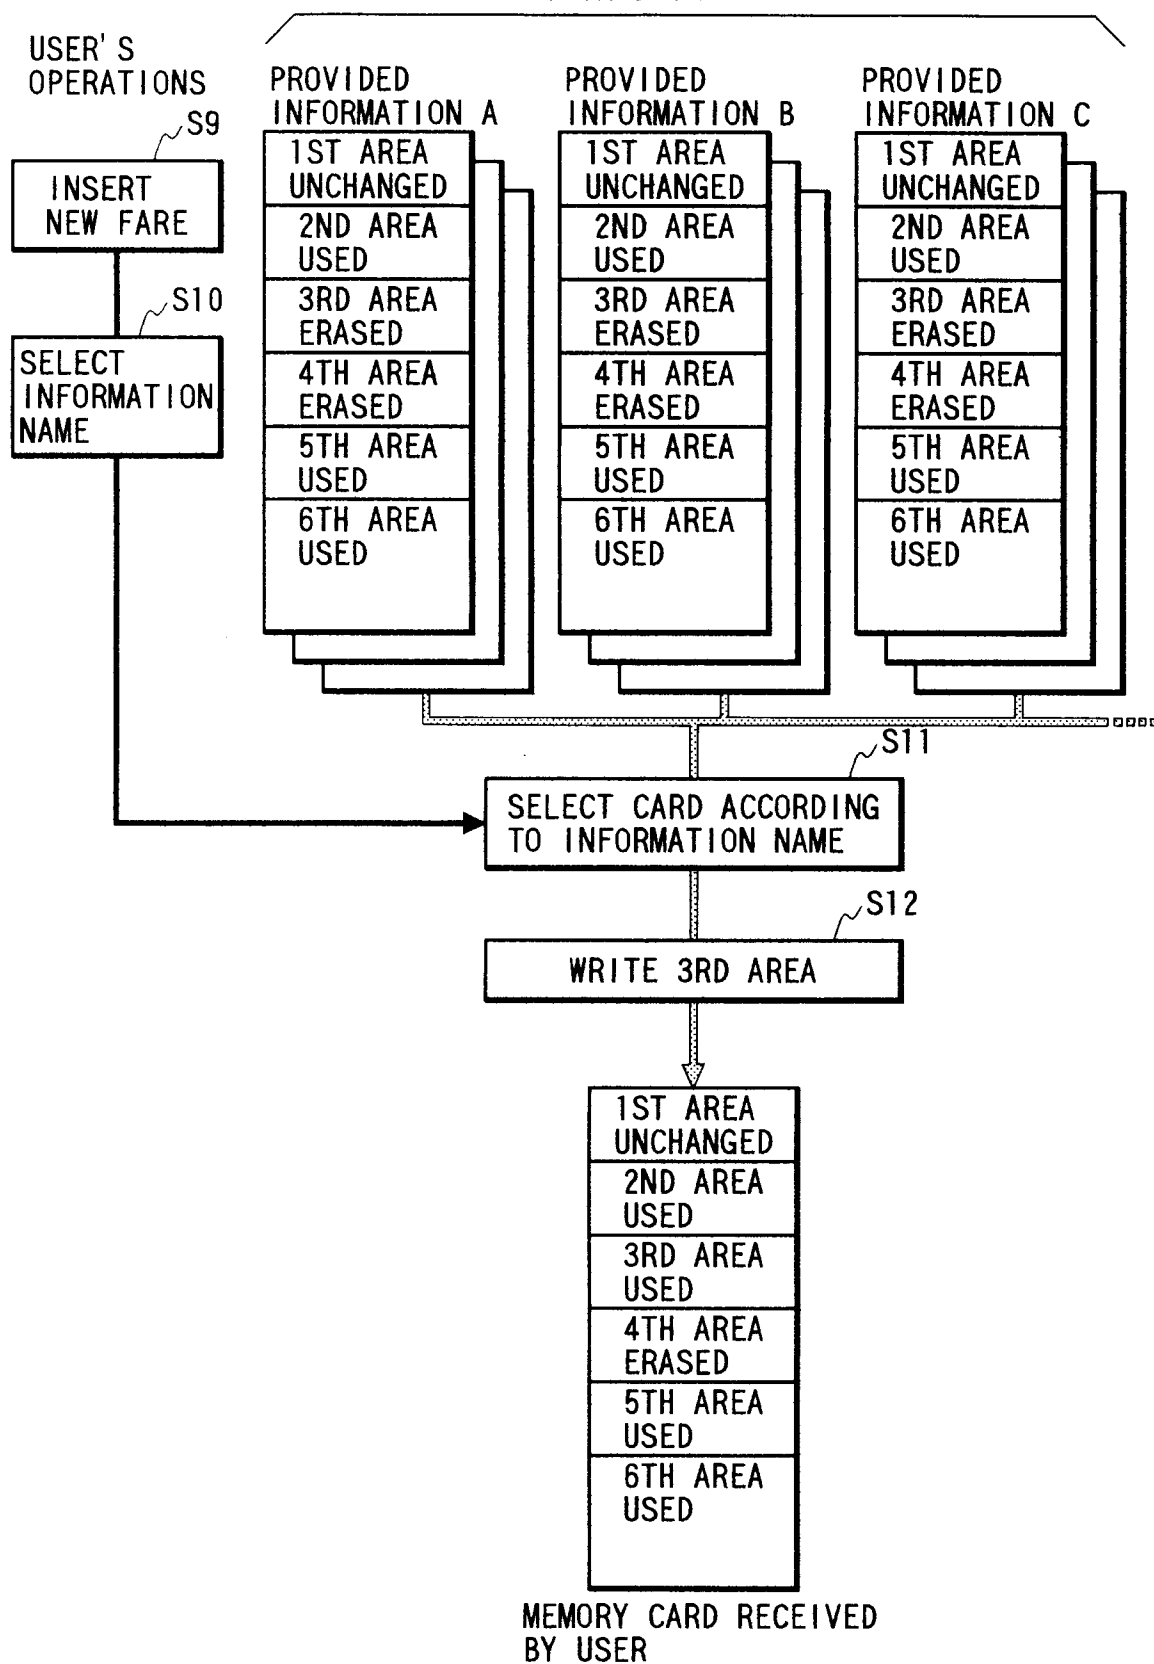 USER'S
OPERATIONS
S9
INSERT
NEW FARE
S10
SELECT
INFORMATION
NAME
PROVIDED
INFORMATION A
1ST AREA
UNCHANGED
2ND AREA
USED
3RD AREA
ERASED
4TH AREA
ERASED
5TH AREA
USED
6TH AREA
USED
PROVIDED
INFORMATION B
1ST AREA
UNCHANGED
2ND AREA
USED
3RD AREA
ERASED
4TH AREA
ERASED
5TH AREA
USED
6TH AREA
USED
PROVIDED
INFORMATION C
1ST AREA
UNCHANGED
2ND AREA
USED
3RD AREA
ERASED
4TH AREA
ERASED
5TH AREA
USED
6TH AREA
USED
S11
SELECT CARD ACCORDING
TO INFORMATION NAME
S12
WRITE 3RD AREA
1ST AREA
UNCHANGED
2ND AREA
USED
3RD AREA
USED
4TH AREA
ERASED
5TH AREA
USED
6TH AREA
USED
MEMORY CARD RECEIVED
BY USER